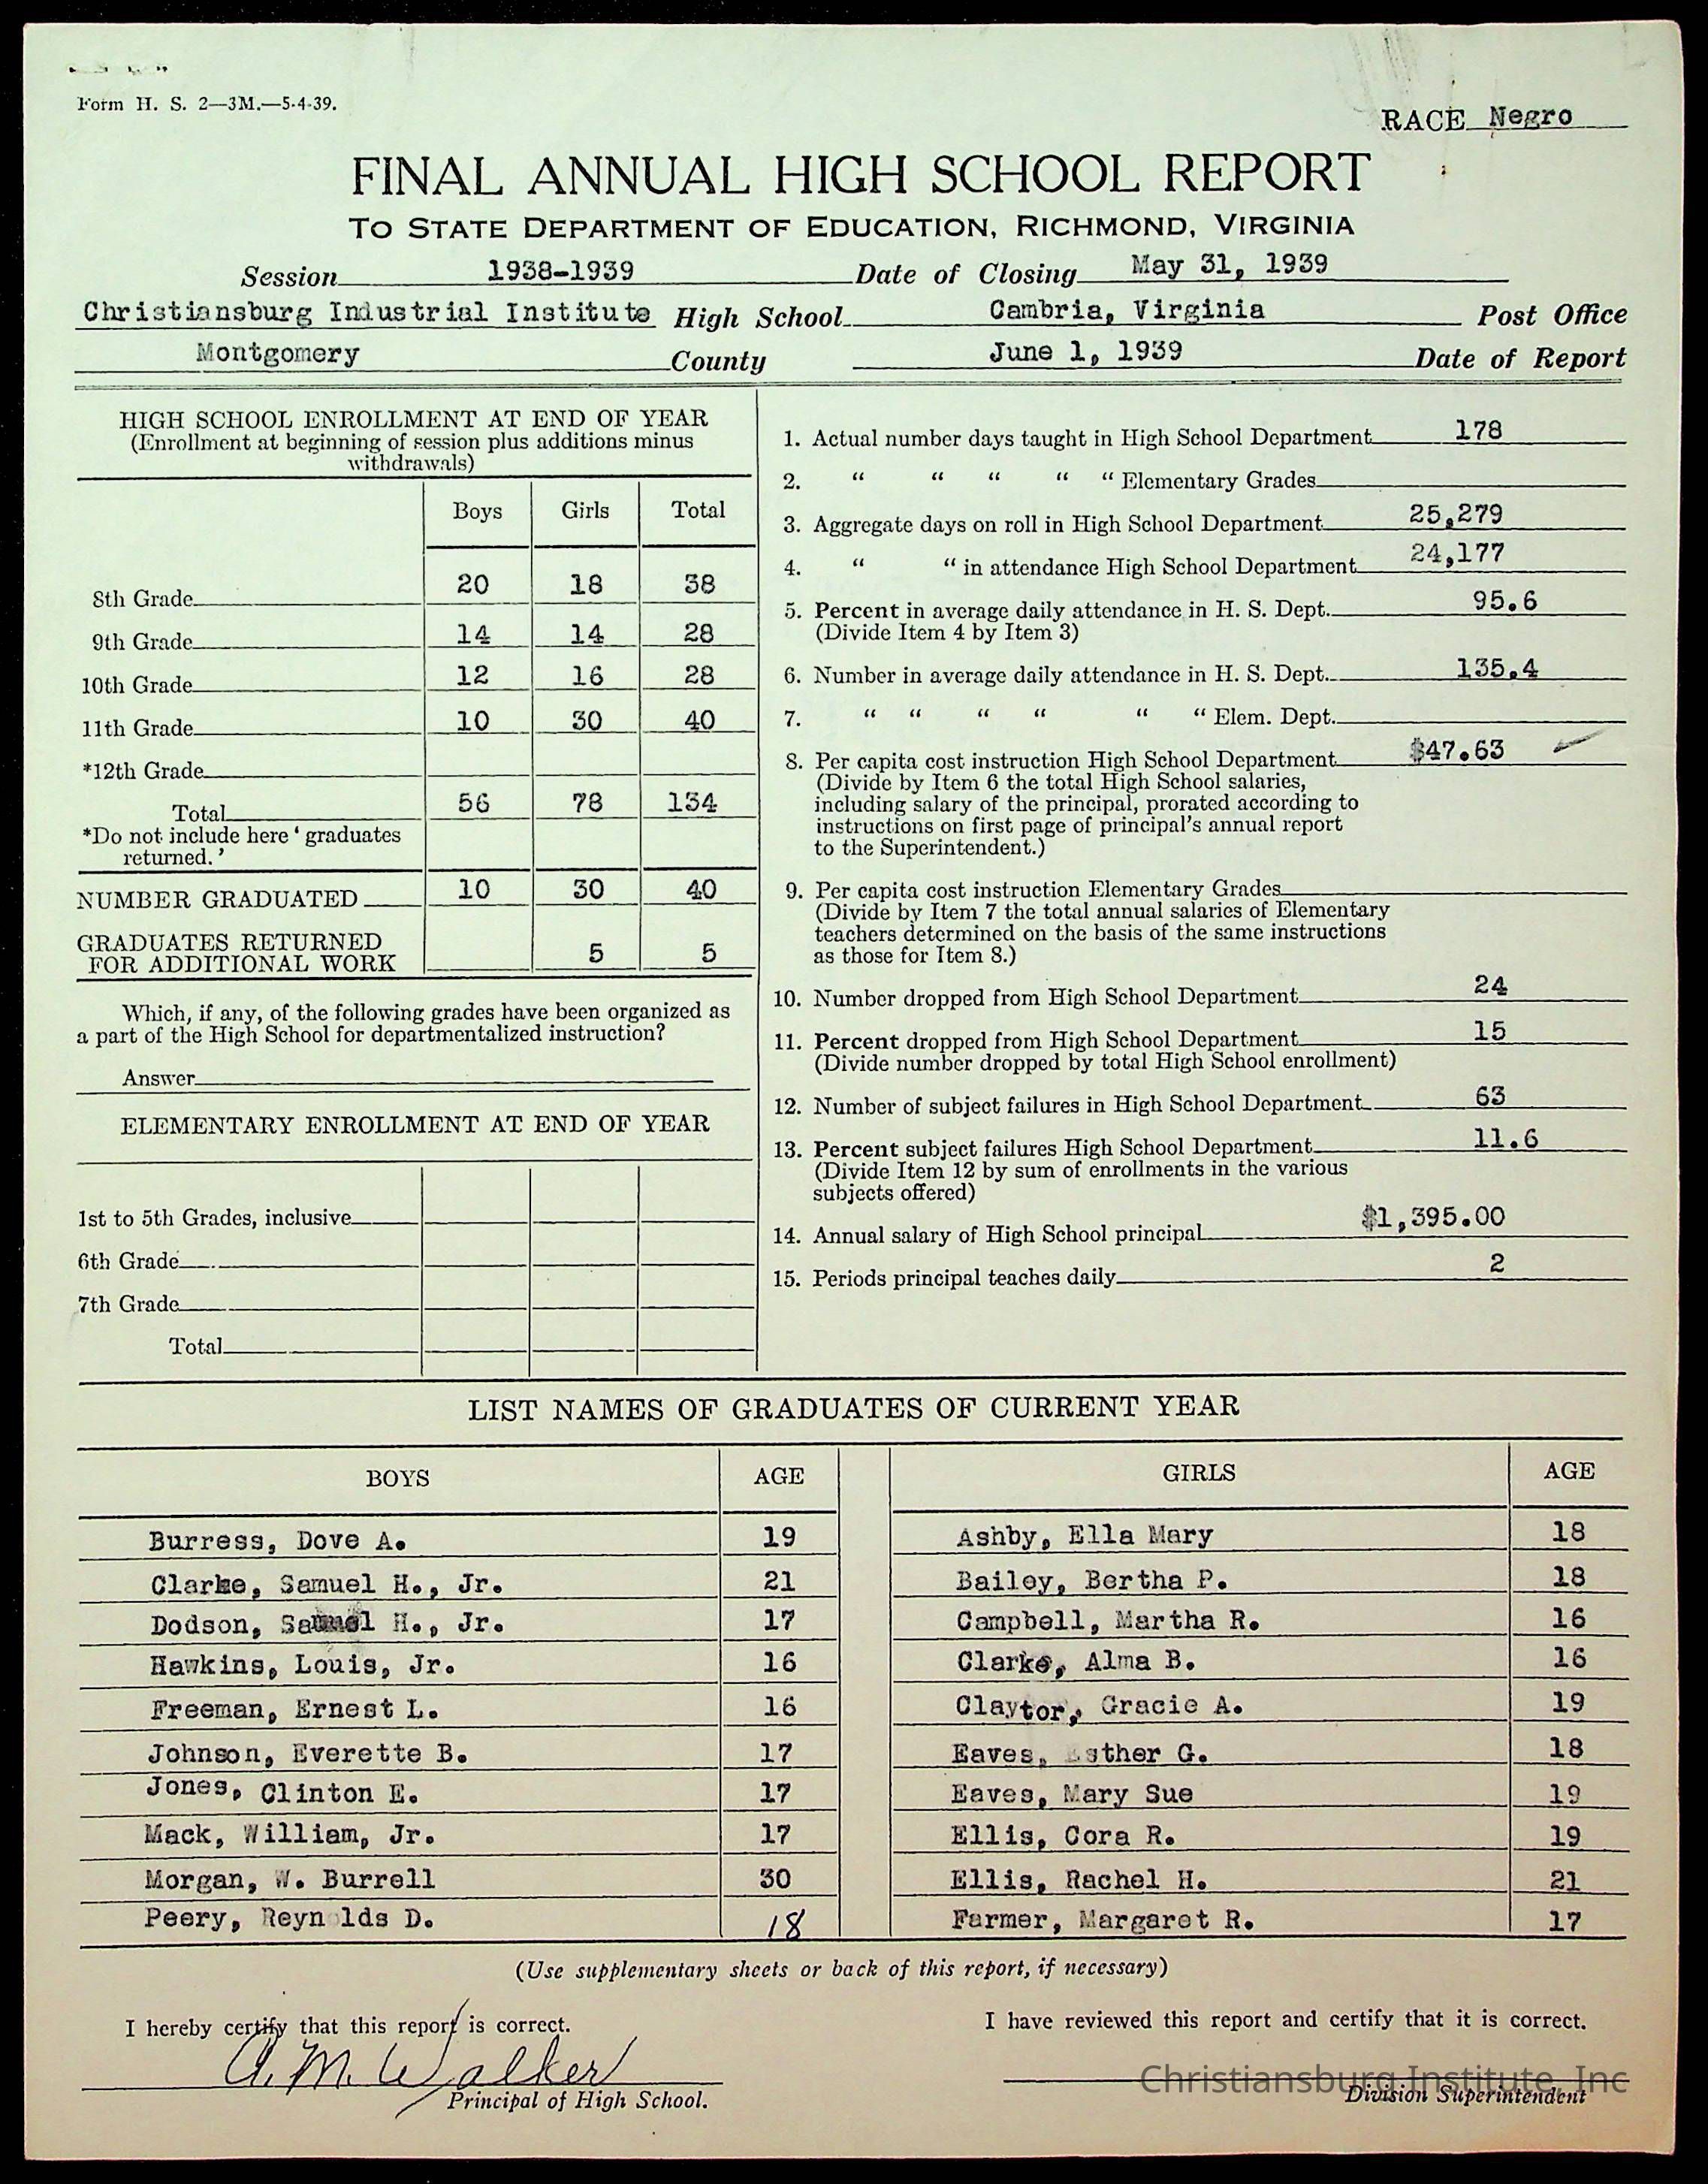 Form H. S. 2—3M.—5-4-39.
RACE Negro
FINAL ANNUAL HIGH SCHOOL REPORT
TO STATE DEPARTMENT OF EDUCATION, RICHMOND, VIRGINIA
Session 1938-1939 Date of Closing May 31, 1939
Christiansburg Industrial Institute High School Cambria, Virginia Post Office
Montgomery County June 1, 1939 Date of Report
HIGH SCHOOL ENROLLMENT AT END OF YEAR
(Enrollment at beginning of session plus additions minus
withdrawals)
Boys Girls Total
8th Grade 20 18 38
9th Grade 14 14 28
10th Grade 12 16 28
11th Grade 10 30 40
*12th Grade
Total 56 78 134
*Do not include here ‘graduates
returned.’
NUMBER GRADUATED 10 30 40
GRADUATES RETURNED
FOR ADDITIONAL WORK 5 5
Which, if any, of the following grades have been organized as
a part of the High School for departmentalized instruction?
Answer
ELEMENTARY ENROLLMENT AT END OF YEAR
1st to 5th Grades, inclusive
6th Grade
7th Grade
Total
1. Actual number days taught in High School Department 178
2. “ “ “ “ “ Elementary Grades
3. Aggregate days on roll in High School Department 25,279
4. “ “ in attendance High School Department 24,177
5. Percent in average daily attendance in H. S. Dept. 95.6
(Divide Item 4 by Item 3)
6. Number in average daily attendance in H. S. Dept. 135.4
7. “ “ “ “ “ “ Elem. Dept.
8. Per capita cost instruction High School Department $47.63
(Divide by Item 6 the total High School salaries,
including salary of the principal, prorated according to
instructions on first page of principal's annual report
to the Superintendent.)
9. Per capita cost instruction Elementary Grades
(Divide by Item 7 the total annual salaries of Elementary
teachers determined on the basis of the same instructions
as those for Item 8.)
10. Number dropped from High School Department 24
11. Percent dropped from High School Department 15
(Divide number dropped by total High School enrollment)
12. Number of subject failures in High School Department 63
13. Percent subject failures High School Department 11.6
(Divide Item 12 by sum of enrollments in the various
subjects offered)
14. Annual salary of High School principal $1,395.00
15. Periods principal teaches daily 2
LIST NAMES OF GRADUATES OF CURRENT YEAR
BOYS AGE GIRLS AGE
Burress, Dove A. 19 Ashby, Ella Mary 18
Clarke, Samuel H., Jr. 21 Bailey, Bertha P. 18
Dodson, Samuel H., Jr. 17 Campbell, Martha R. 16
Hawkins, Louis, Jr. 16 Clarke, Alma B. 16
Freeman, Ernest L. 16 Claytor, Gracie A. 19
Johnson, Everette B. 17 Eaves, Esther G. 18
Jones, Clinton E. 17 Eaves, Mary Sue 19
Mack, William, Jr. 17 Ellis, Cora R. 19
Morgan, W. Burrell 30 Ellis, Rachel H. 21
Peery, Reynolds D. 18 Farmer, Margaret R. 17
(Use supplementary sheets or back of this report, if necessary)
I hereby certify that this report is correct. I have reviewed this report and certify that it is correct.
A. M. Walker
Christiansburg Institute, Inc
Principal of High School. Division Superintendent